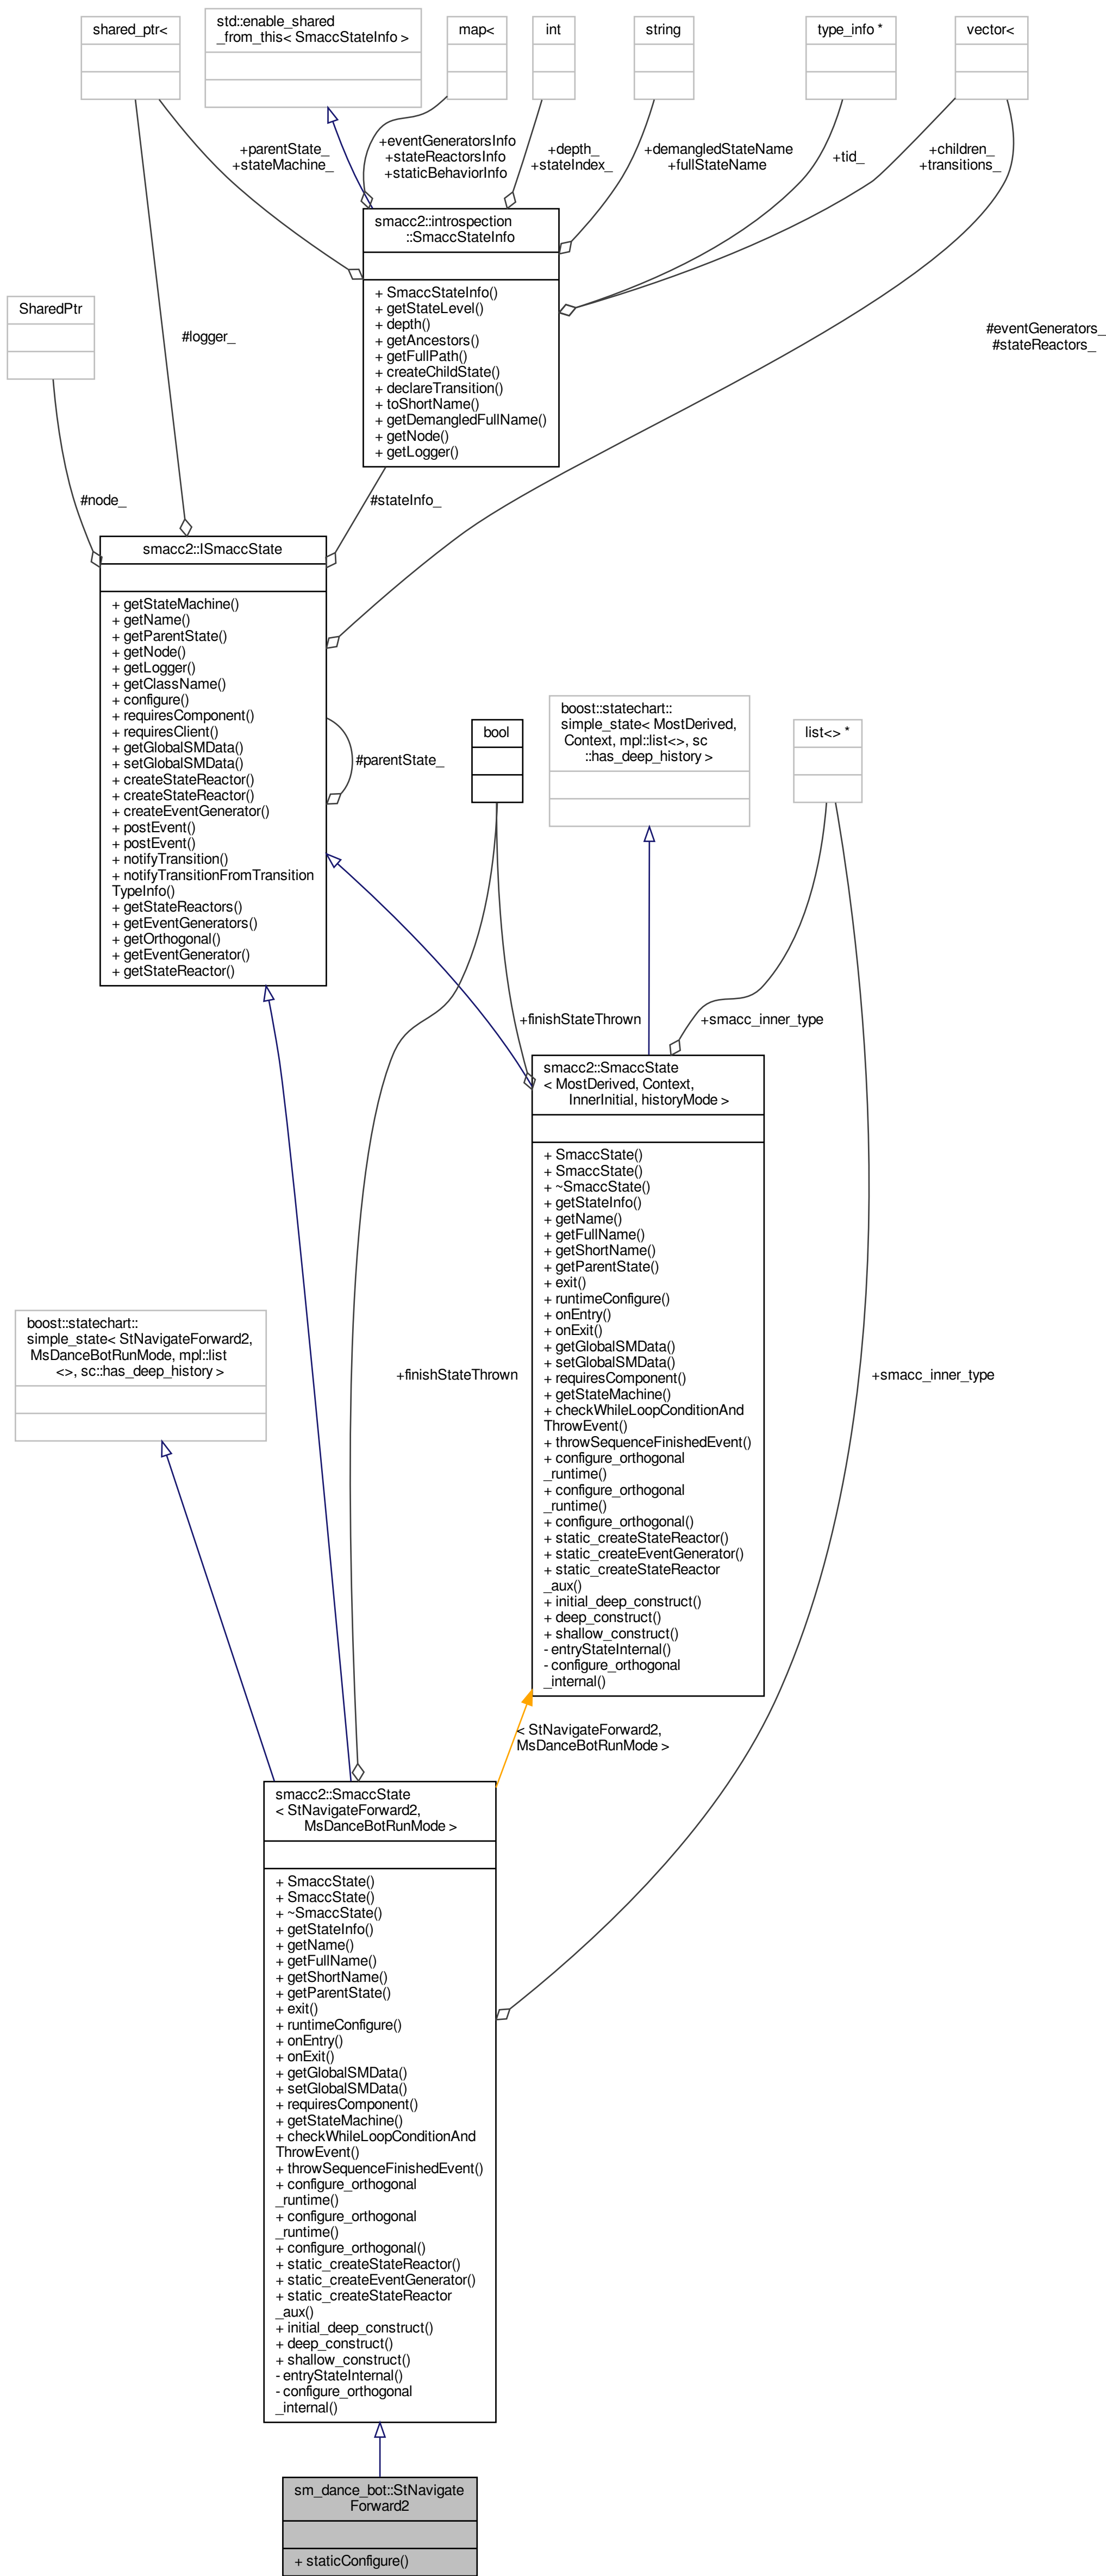 shared_ptr<
std::enable_shared
_from_this< SmaccStateInfo >
map<
int
string
type_info *
vector<
+parentState_
+stateMachine_
+eventGeneratorsInfo
+stateReactorsInfo
+staticBehaviorInfo
+depth_
+stateIndex_
+demangledStateName
+fullStateName
+tid_
+children_
+transitions_
smacc2::introspection
::SmaccStateInfo
+ SmaccStateInfo()
+ getStateLevel()
+ depth()
+ getAncestors()
+ getFullPath()
+ createChildState()
+ declareTransition()
+ toShortName()
+ getDemangledFullName()
+ getNode()
+ getLogger()
SharedPtr
#logger_
#eventGenerators_
#stateReactors_
#node_
#stateInfo_
smacc2::ISmaccState
+ getStateMachine()
+ getName()
+ getParentState()
+ getNode()
+ getLogger()
+ getClassName()
+ configure()
+ requiresComponent()
+ requiresClient()
+ getGlobalSMData()
+ setGlobalSMData()
+ createStateReactor()
+ createStateReactor()
+ createEventGenerator()
+ postEvent()
+ postEvent()
+ notifyTransition()
+ notifyTransitionFromTransition
TypeInfo()
+ getStateReactors()
+ getEventGenerators()
+ getOrthogonal()
+ getEventGenerator()
+ getStateReactor()
#parentState_
bool
boost::statechart::
simple_state< MostDerived,
Context, mpl::list<>, sc
::has_deep_history >
list<> *
+finishStateThrown
+smacc_inner_type
smacc2::SmaccState
< MostDerived, Context,
InnerInitial, historyMode >
+ SmaccState()
+ SmaccState()
+ ~SmaccState()
+ getStateInfo()
+ getName()
+ getFullName()
+ getShortName()
+ getParentState()
+ exit()
+ runtimeConfigure()
+ onEntry()
+ onExit()
+ getGlobalSMData()
+ setGlobalSMData()
+ requiresComponent()
+ getStateMachine()
+ checkWhileLoopConditionAnd
ThrowEvent()
+ throwSequenceFinishedEvent()
+ configure_orthogonal
_runtime()
+ configure_orthogonal
_runtime()
+ configure_orthogonal()
+ static_createStateReactor()
+ static_createEventGenerator()
+ static_createStateReactor
_aux()
+ initial_deep_construct()
+ deep_construct()
+ shallow_construct()
- entryStateInternal()
- configure_orthogonal
_internal()
boost::statechart::
simple_state< StNavigateForward2,
MsDanceBotRunMode, mpl::list
<>, sc::has_deep_history >
+finishStateThrown
+smacc_inner_type
< StNavigateForward2,
MsDanceBotRunMode >
smacc2::SmaccState
< StNavigateForward2,
MsDanceBotRunMode >
+ SmaccState()
+ SmaccState()
+ ~SmaccState()
+ getStateInfo()
+ getName()
+ getFullName()
+ getShortName()
+ getParentState()
+ exit()
+ runtimeConfigure()
+ onEntry()
+ onExit()
+ getGlobalSMData()
+ setGlobalSMData()
+ requiresComponent()
+ getStateMachine()
+ checkWhileLoopConditionAnd
ThrowEvent()
+ throwSequenceFinishedEvent()
+ configure_orthogonal
_runtime()
+ configure_orthogonal
_runtime()
+ configure_orthogonal()
+ static_createStateReactor()
+ static_createEventGenerator()
+ static_createStateReactor
_aux()
+ initial_deep_construct()
+ deep_construct()
+ shallow_construct()
- entryStateInternal()
- configure_orthogonal
_internal()
sm_dance_bot::StNavigate
Forward2
+ staticConfigure()